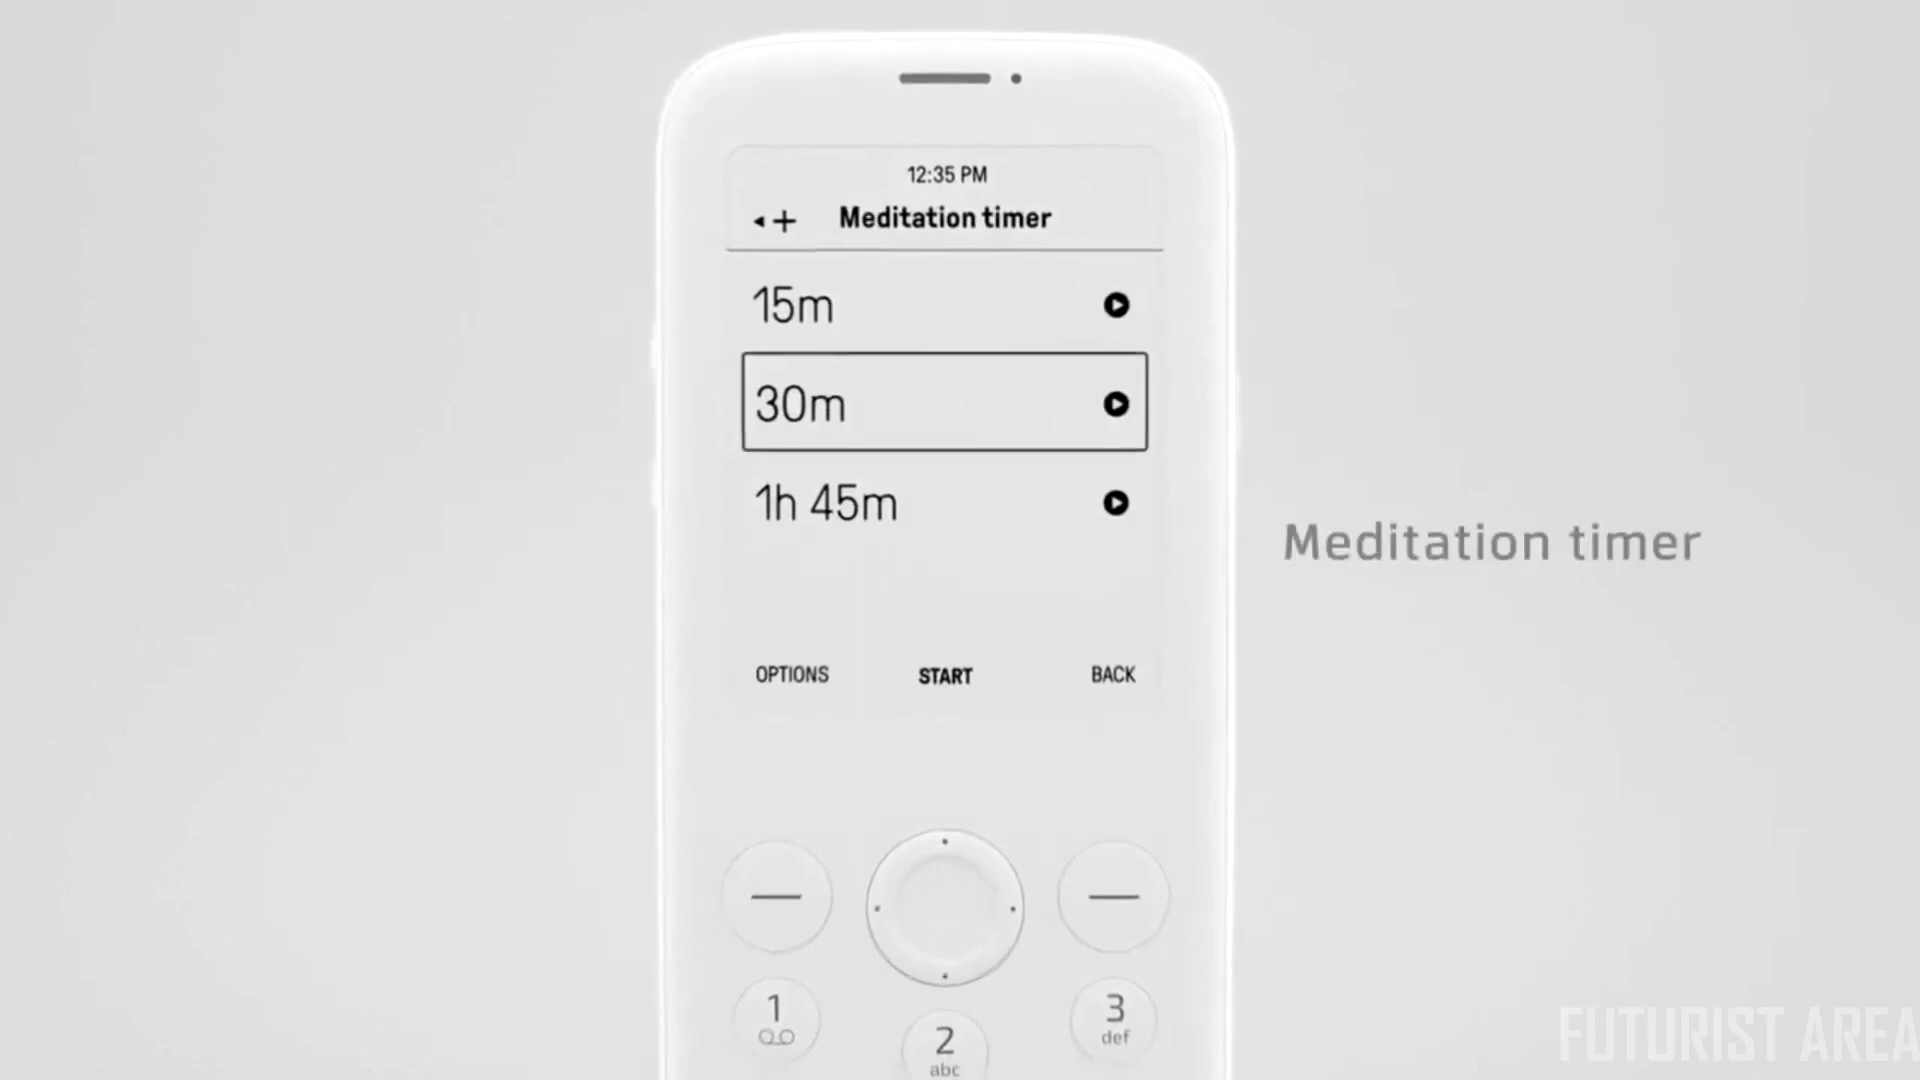 12:35 PM
Meditation timer
15m
30m
1h 45m
Meditation timer
OPTIONS START BACK
1
2
abc
3
def
FUTURIST AREA